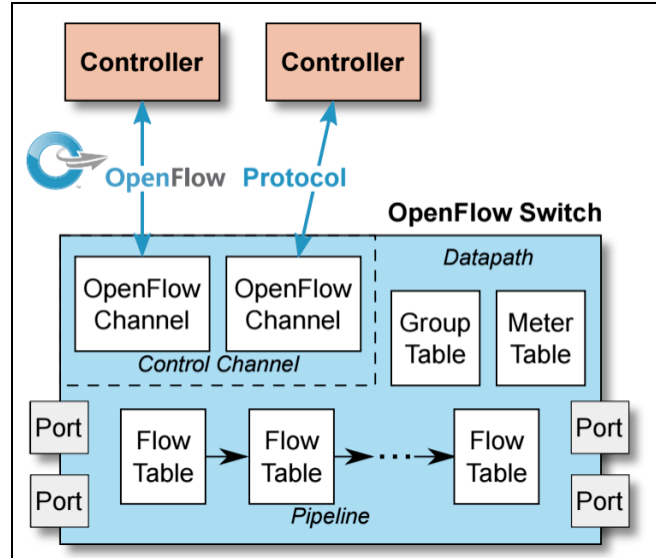 Controller
Controller
OpenFlow Protocol
OpenFlow Switch
Datapath
OpenFlow
Channel
OpenFlow
Channel
Control Channel
Group
Table
Meter
Table
Port
Port
Flow
Table
Flow
Table
...
Flow
Table
Pipeline
Port
Port